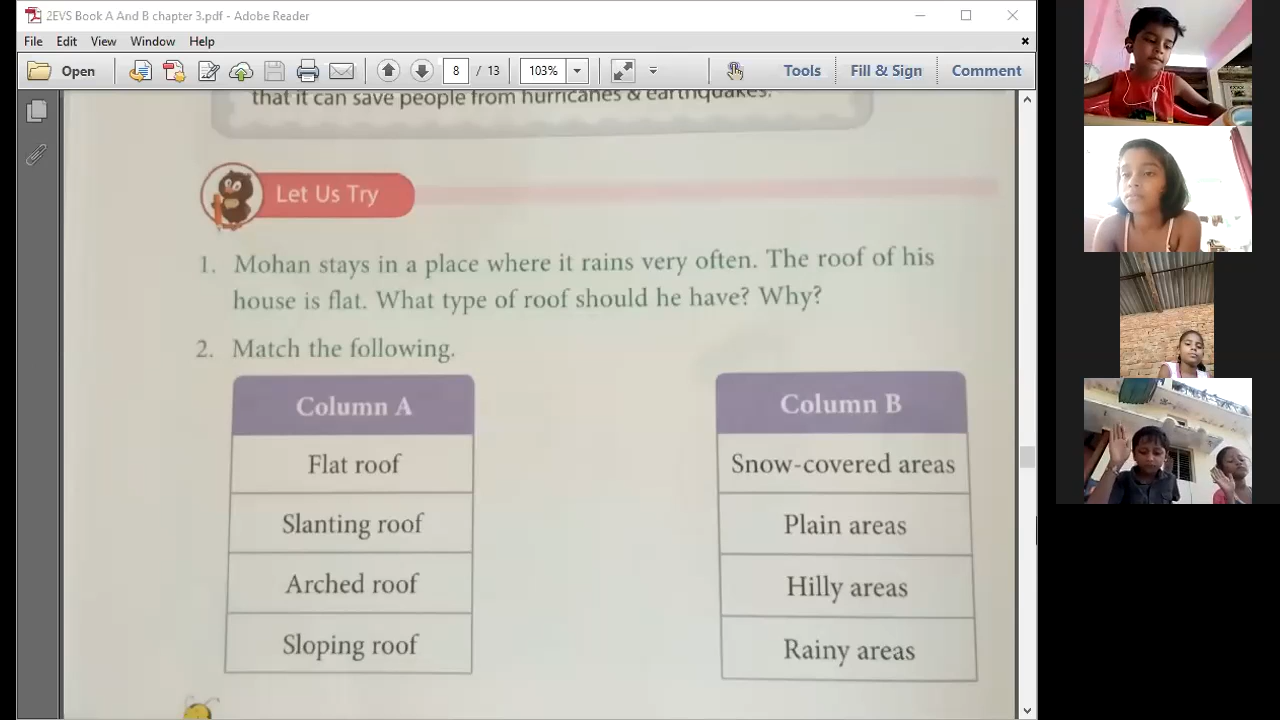 2EVS Book A And B chapter 3.pdf - Adobe Reader
File Edit View Window Help
Open 8 / 13 103% Tools Fill & Sign Comment
that it can save people from hurricanes & earthquakes.
Let Us Try
1. Mohan stays in a place where it rains very often. The roof of his
house is flat. What type of roof should he have? Why?
2. Match the following.
Column A Column B
Flat roof Snow-covered areas
Slanting roof Plain areas
Arched roof Hilly areas
Sloping roof Rainy areas